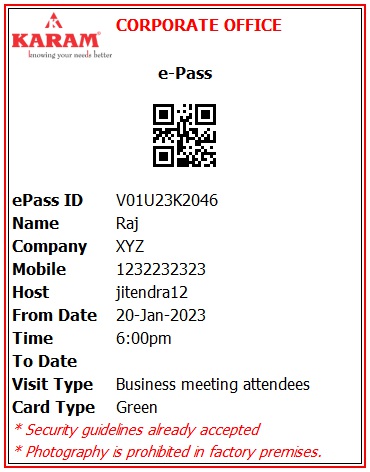 CORPORATE OFFICE
KARAM®
knowing your needs better
e-Pass
ePass ID V01U23K2046
Name Raj
Company XYZ
Mobile 1232232323
Host jitendra12
From Date 20-Jan-2023
Time 6:00pm
To Date
Visit Type Business meeting attendees
Card Type Green
* Security guidelines already accepted
* Photography is prohibited in factory premises.